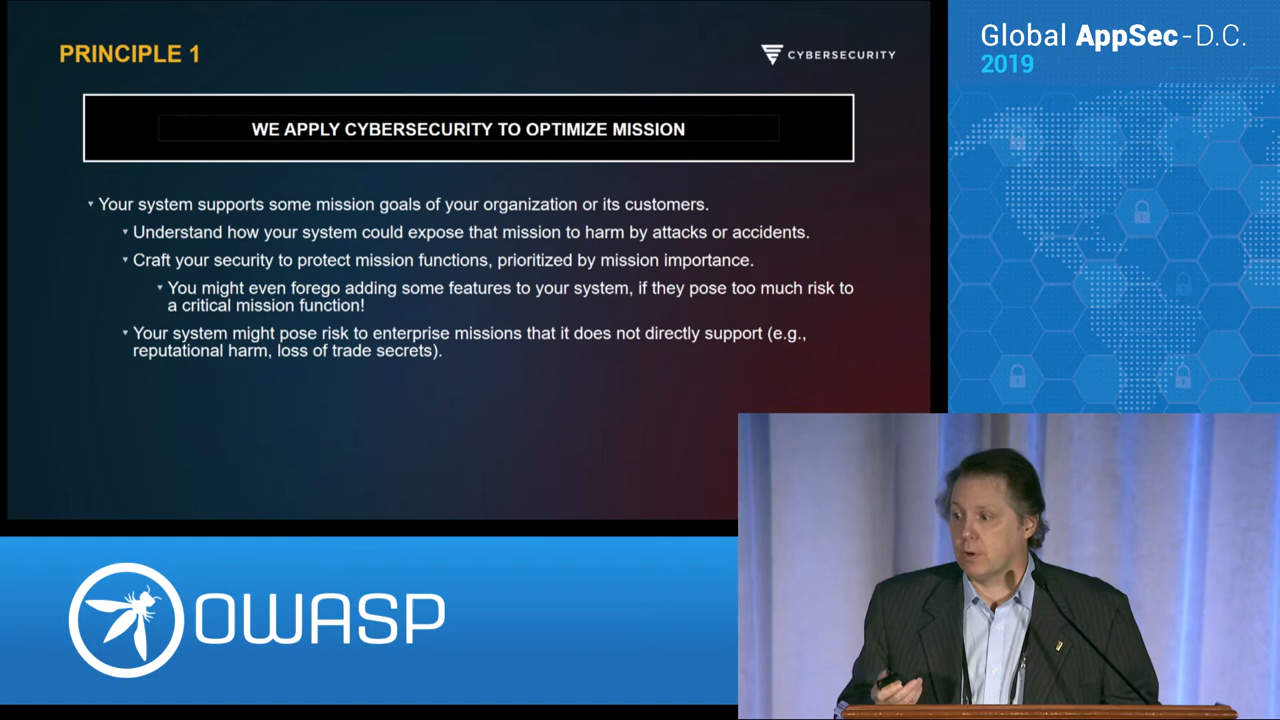 PRINCIPLE 1
CYBERSECURITY
WE APPLY CYBERSECURITY TO OPTIMIZE MISSION
Your system supports some mission goals of your organization or its customers.
Understand how your system could expose that mission to harm by attacks or accidents.
Craft your security to protect mission functions, prioritized by mission importance.
You might even forego adding some features to your system, if they pose too much risk to
a critical mission function!
Your system might pose risk to enterprise missions that it does not directly support (e.g.,
reputational harm, loss of trade secrets).
Global AppSec - D.C.
2019
OWASP